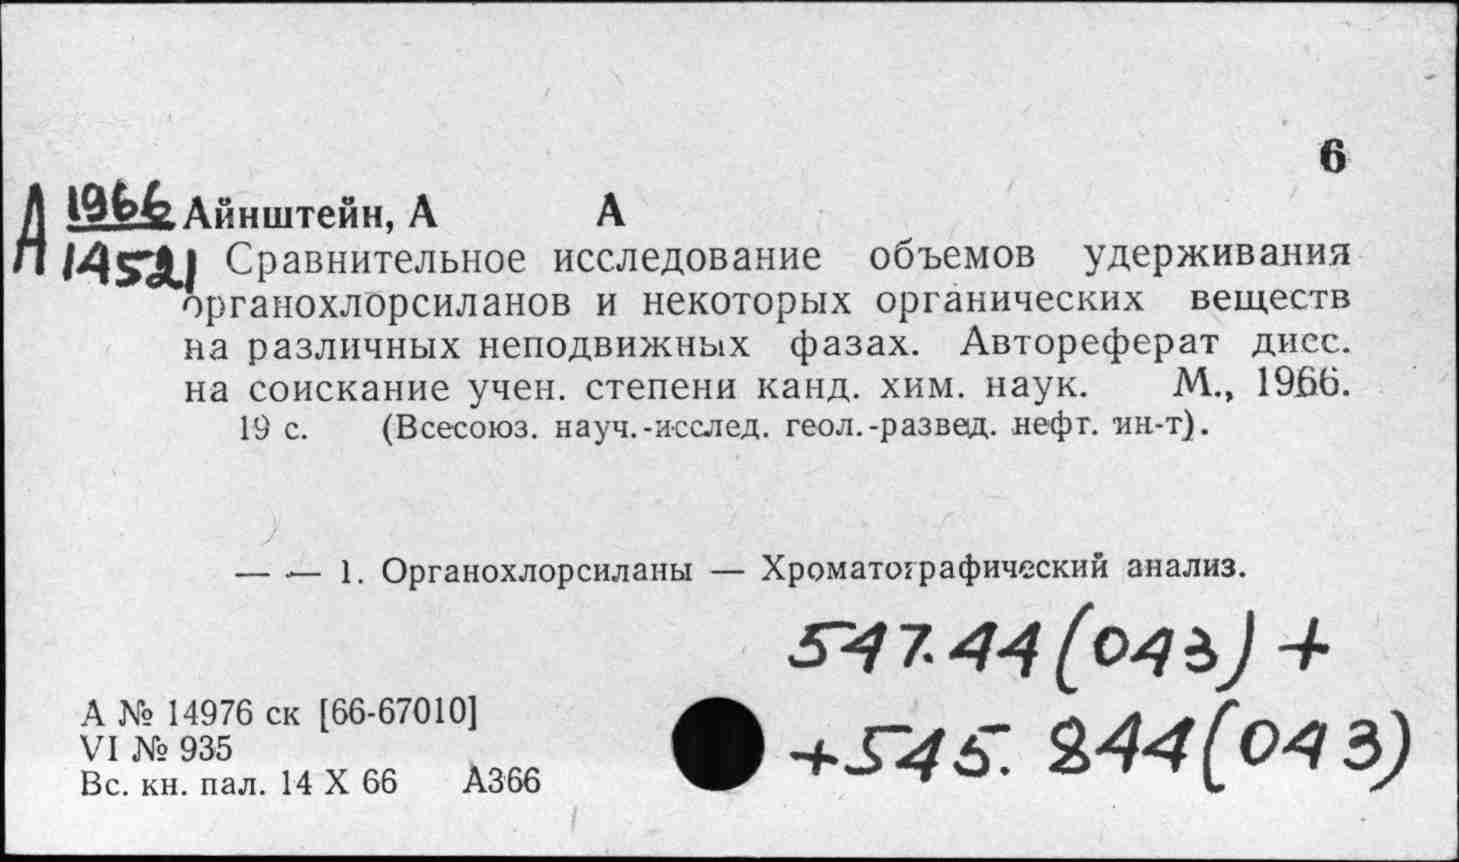 6
Д 1966 Айнштейн, А А
Сравнительное исследование объемов удерживания
органохлорсиланов и некоторых органических веществ
на различных неподвижных фазах. Автореферат дисс.
на соискание учен. степени канд. хим. наук. М., 1966.
19 с. (Всесоюз. науч.-исслед. геол.-развед. нефт. ин-т).
— — 1. Органохлорсиланы — Хроматографический анализ.
547.44(043) +
А № 14976 ск [66-67010]
+545.844(043)
VI № 935
Вс. кн. пал. 14 X 66 А366